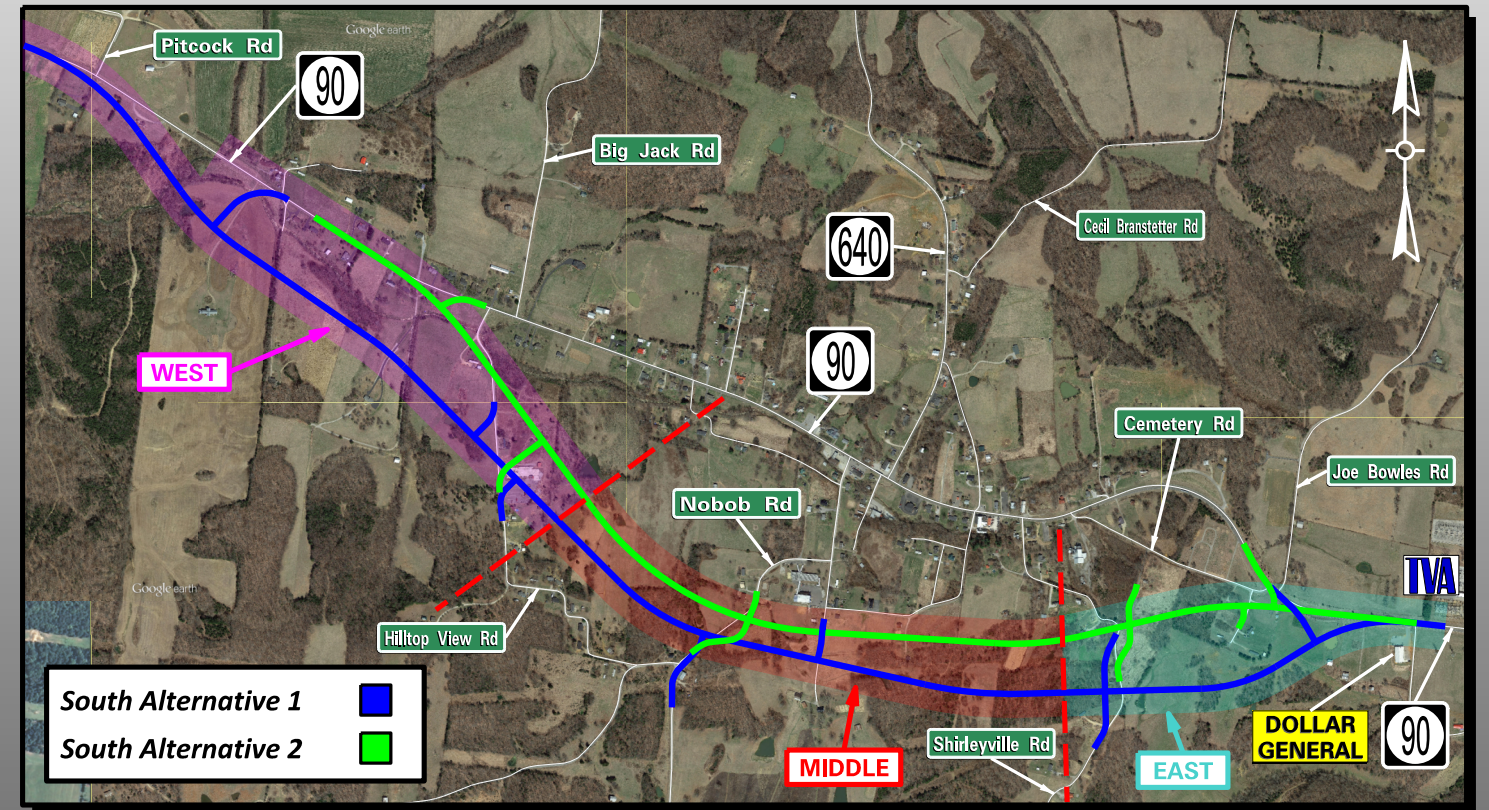 Google earth
Pitcock Rd
90
Big Jack Rd
Cecil Branstetter Rd
640
90
WEST
Cemetery Rd
Joe Bowles Rd
Nobob Rd
TVA
Google earth
Hilltop View Rd
South Alternative 1
South Alternative 2
MIDDLE
Shirleyville Rd
EAST
DOLLAR
GENERAL
90